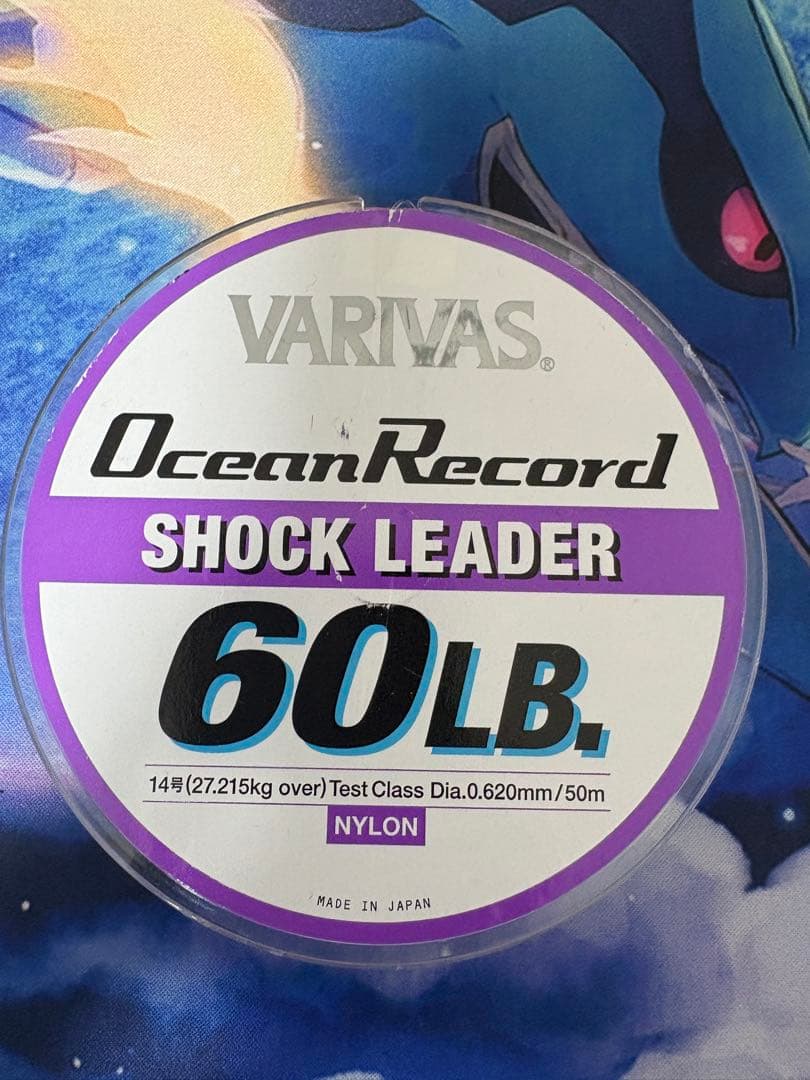 VARIVAS®
OceanRecord
SHOCK LEADER
60LB.
14号(27.215kg over) Test Class Dia.0.620mm/50m
NYLON
MADE IN JAPAN